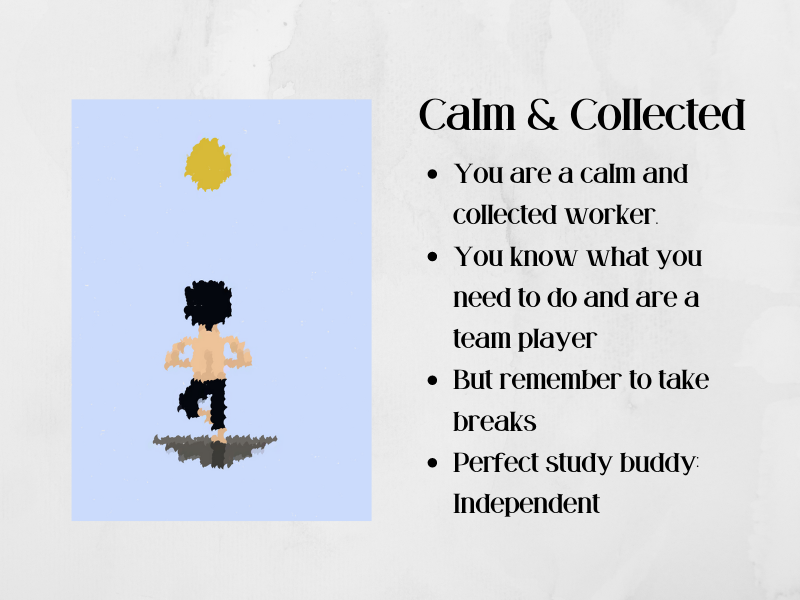 Calm & Collected
• You are a calm and
collected worker.
• You know what you
need to do and are a
team player
• But remember to take
breaks
• Perfect study buddy:
Independent